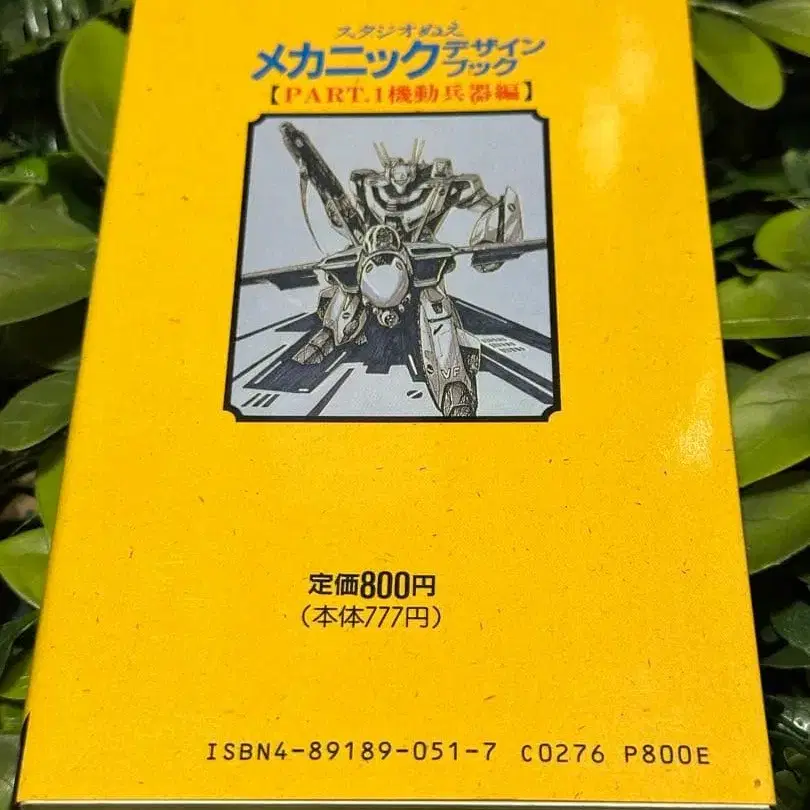 スタジオぬえ
メカニックデザインブック
【PART.1機動兵器編】
VF
定価800円
(本体777円)
ISBN4-89189-051-7 C0276 P800E